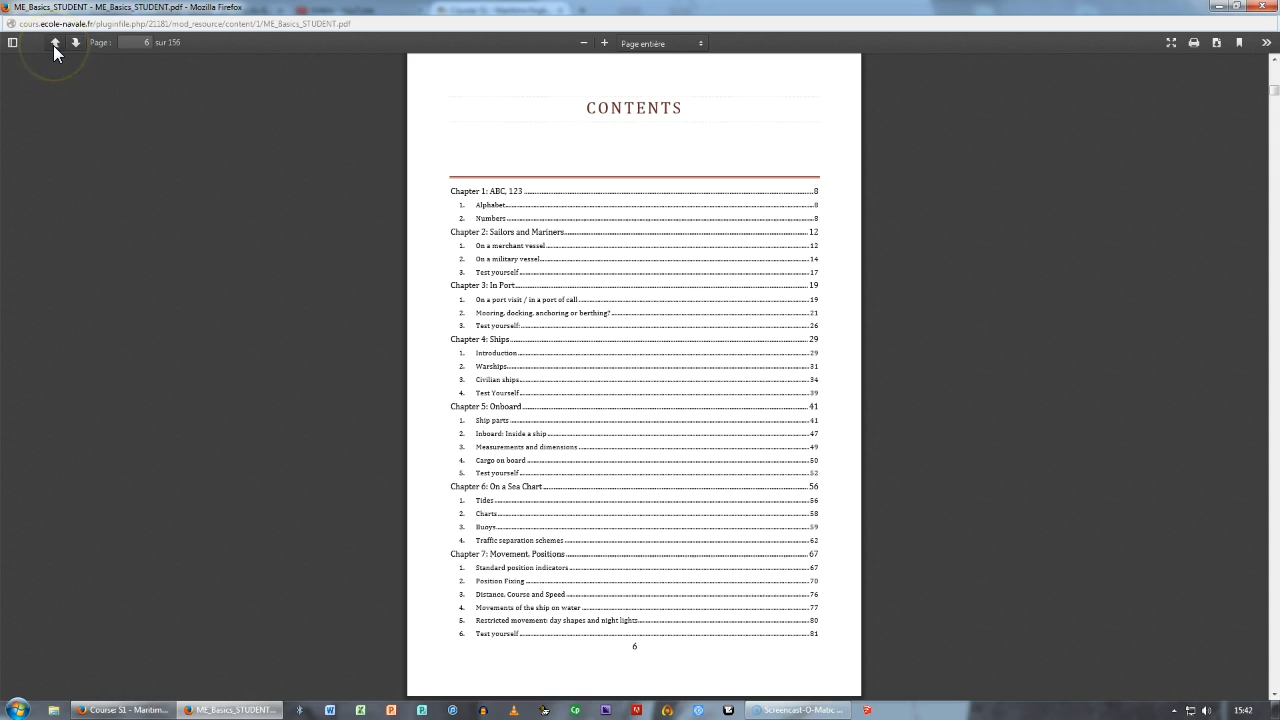 ME_Basics_STUDENT - ME_Basics_STUDENT.pdf - Mozilla Firefox
cours.ecole-navale.fr/pluginfile.php/21181/mod_resource/content/1/ME_Basics_STUDENT.pdf
Page : 6 sur 156 Page entière
CONTENTS
Chapter 1: ABC, 123 8
1. Alphabet 8
2. Numbers 8
Chapter 2: Sailors and Mariners 12
1. On a merchant vessel 12
2. On a military vessel 14
3. Test yourself 17
Chapter 3: In Port 19
1. On a port visit / in a port of call 19
2. Mooring, docking, anchoring or berthing? 21
3. Test yourself: 26
Chapter 4: Ships 29
1. Introduction 29
2. Warships 31
3. Civilian ships 34
4. Test Yourself 39
Chapter 5: Onboard 41
1. Ship parts 41
2. Inboard: Inside a ship 47
3. Measurements and dimensions 49
4. Cargo on board 50
5. Test yourself 52
Chapter 6: On a Sea Chart 56
1. Tides 56
2. Charts 58
3. Buoys 59
4. Traffic separation schemes 62
Chapter 7: Movement, Positions 67
1. Standard position indicators 67
2. Position Fixing 70
3. Distance, Course and Speed 76
4. Movements of the ship on water 77
5. Restricted movement: day shapes and night lights 80
6. Test yourself 81
6
Course: S1 - Maritim... ME_Basics_STUDENT... Screencast-O-Matic ... 15:42